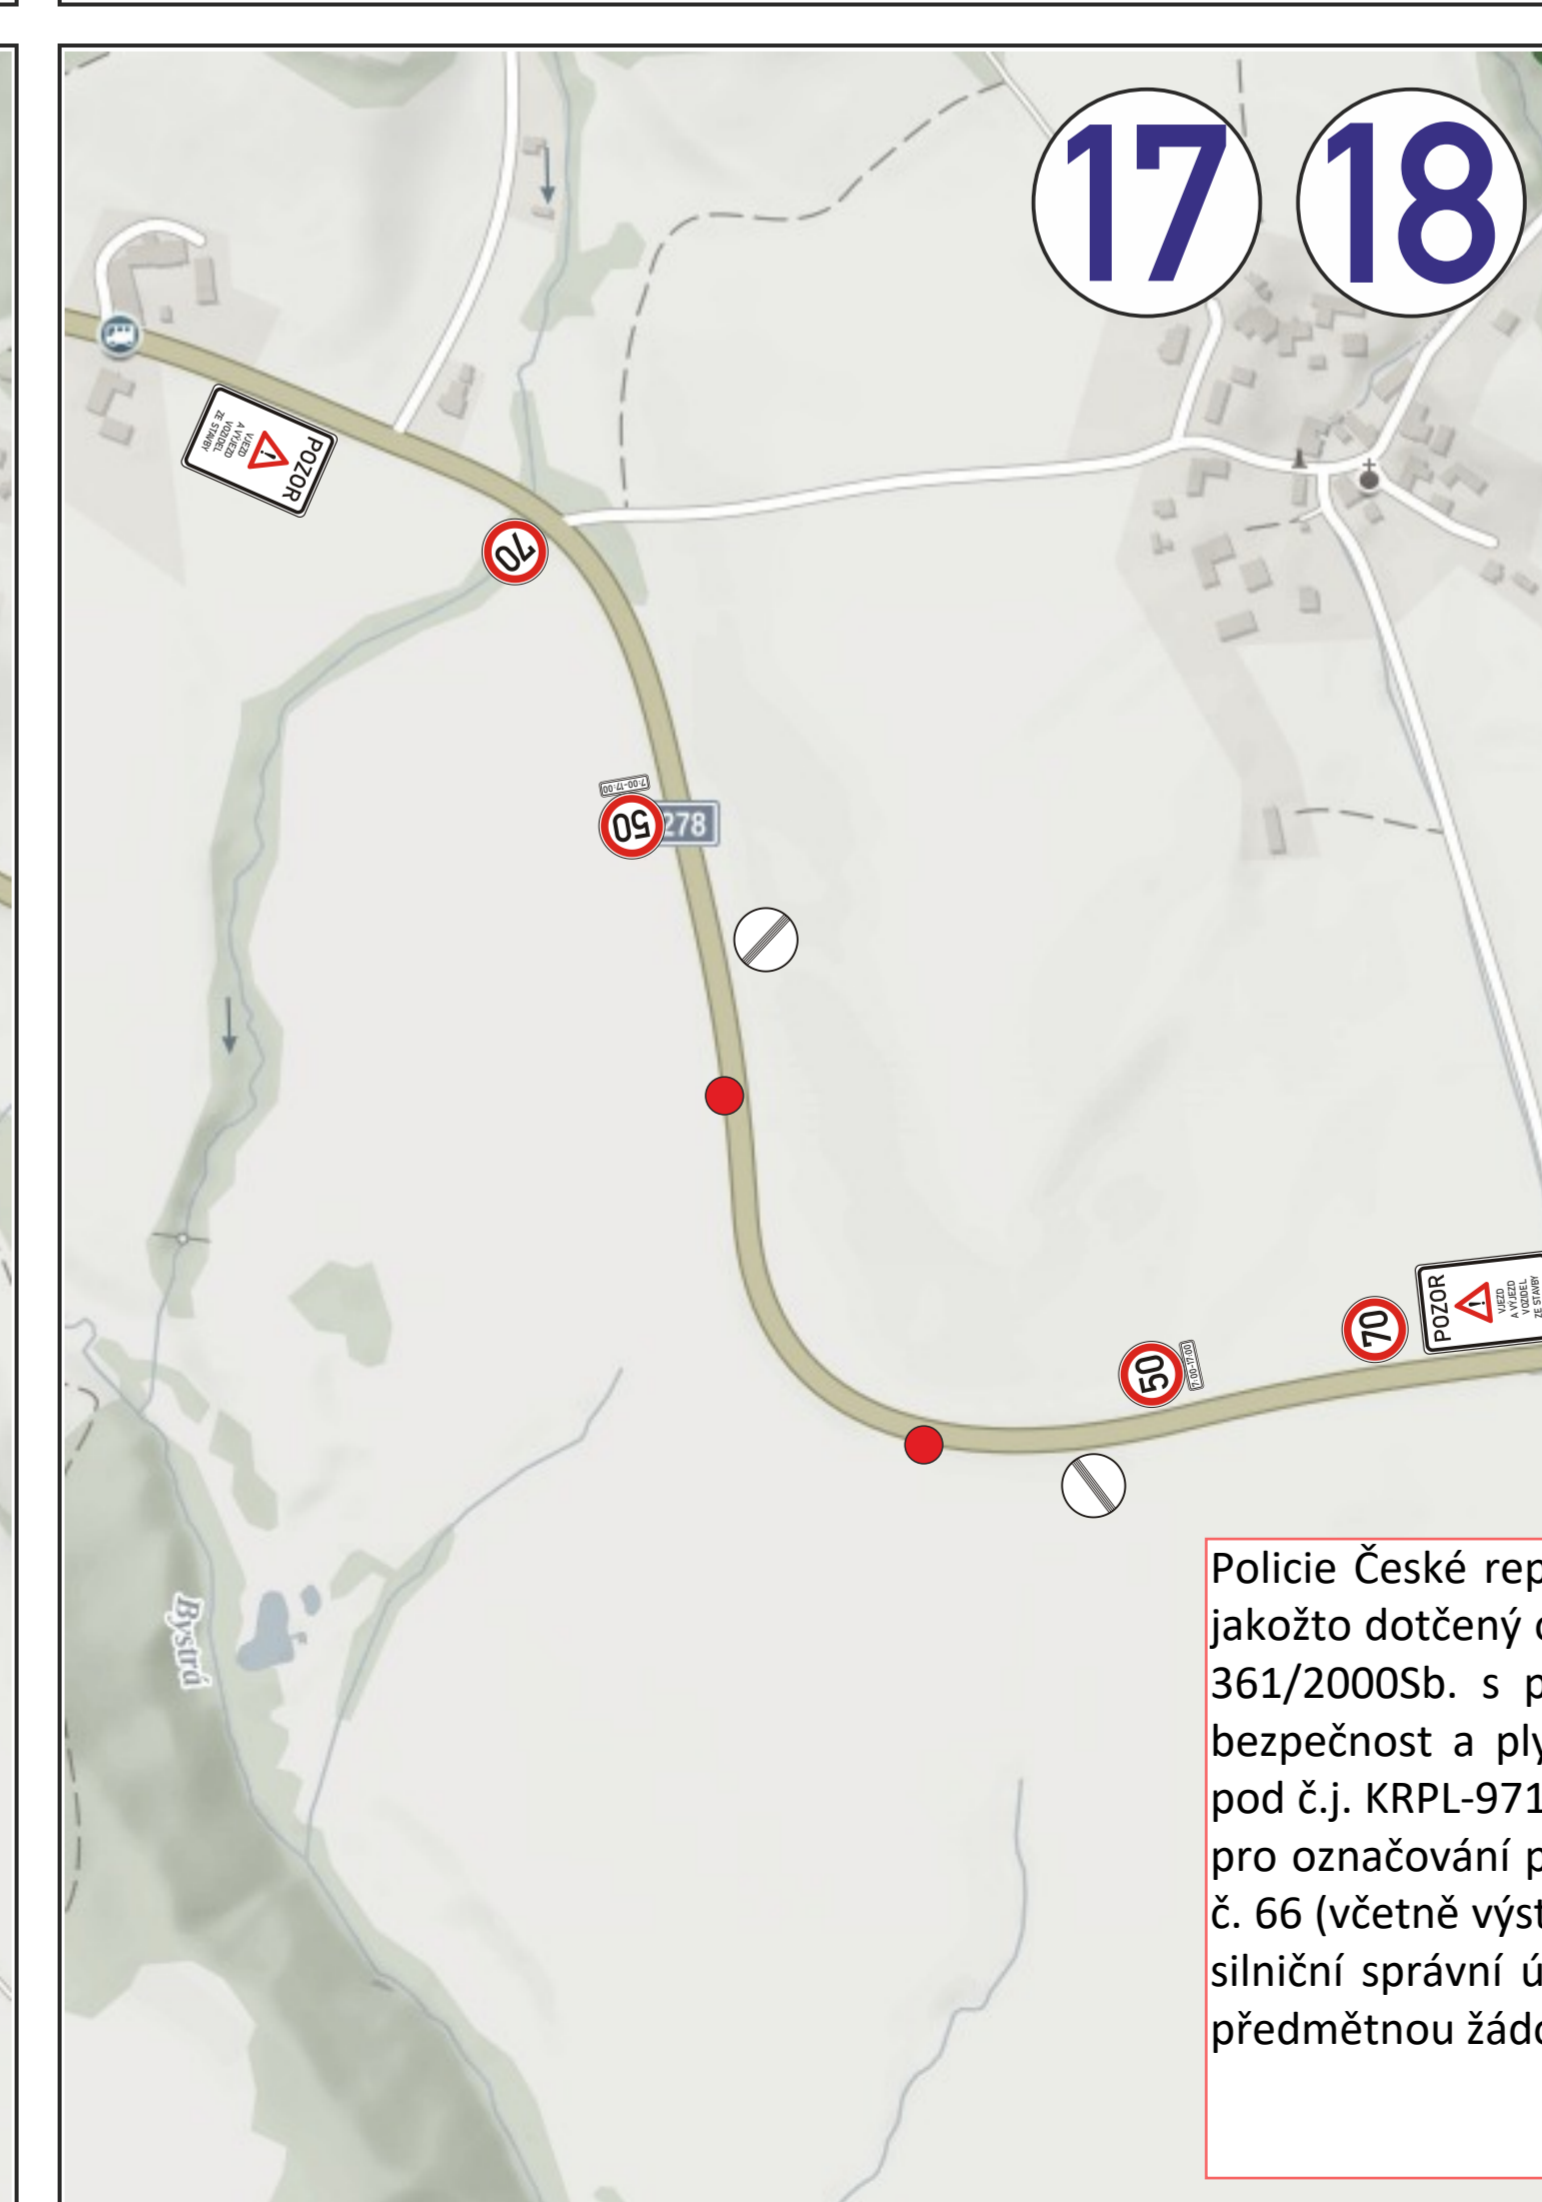 17 18
POZOR
VJEZD
A VÝJEZD
VOZIDEL
ZE STAVBY
70
7:00-17:00
50
278
POZOR
VJEZD
A VÝJEZD
VOZIDEL
ZE STAVBY
70
50
7:00-17:00
Bystrá
Policie České rep
jakožto dotčený
361/2000Sb. s p
bezpečnost a ply
pod č.j. KRPL-971
pro označování p
č. 66 (včetně výst
silniční správní ú
předmětnou žádo